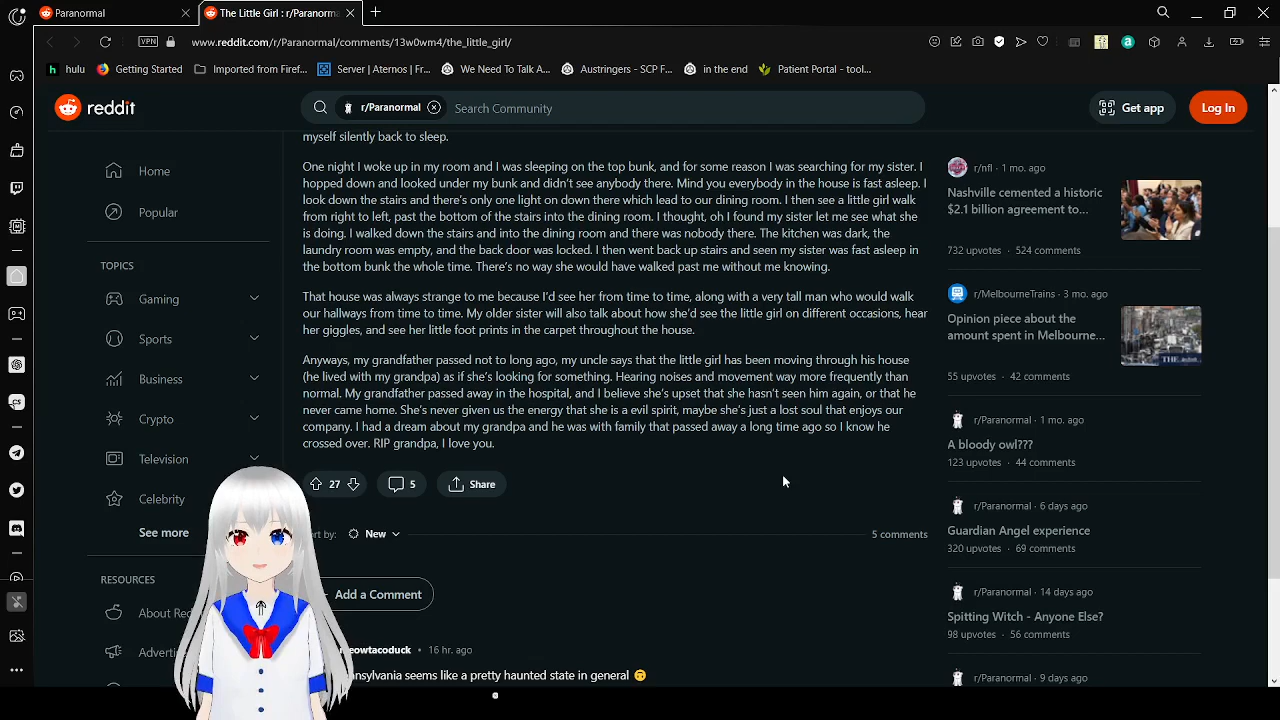 Paranormal
The Little Girl : r/Paranorma
VPN
www.reddit.com/r/Paranormal/comments/13w0wm4/the_little_girl/
hulu
Getting Started
Imported from Firef...
Server | Aternos | Fr...
We Need To Talk A...
Austringers - SCP F...
in the end
Patient Portal - tool...
reddit
r/Paranormal
Search Community
Get app
Log In
Home
Popular
TOPICS
Gaming
Sports
Business
Crypto
Television
Celebrity
See more
RESOURCES
About Red
Adverti
myself silently back to sleep.
One night I woke up in my room and I was sleeping on the top bunk, and for some reason I was searching for my sister. I
hopped down and looked under my bunk and didn't see anybody there. Mind you everybody in the house is fast asleep. I
look down the stairs and there's only one light on down there which lead to our dining room. I then see a little girl walk
from right to left, past the bottom of the stairs into the dining room. I thought, oh I found my sister let me see what she
is doing. I walked down the stairs and into the dining room and there was nobody there. The kitchen was dark, the
laundry room was empty, and the back door was locked. I then went back up stairs and seen my sister was fast asleep in
the bottom bunk the whole time. There's no way she would have walked past me without me knowing.
That house was always strange to me because I'd see her from time to time, along with a very tall man who would walk
our hallways from time to time. My older sister will also talk about how she'd see the little girl on different occasions, hear
her giggles, and see her little foot prints in the carpet throughout the house.
Anyways, my grandfather passed not to long ago, my uncle says that the little girl has been moving through his house
(he lived with my grandpa) as if she's looking for something. Hearing noises and movement way more frequently than
normal. My grandfather passed away in the hospital, and I believe she's upset that she hasn't seen him again, or that he
never came home. She's never given us the energy that she is a evil spirit, maybe she's just a lost soul that enjoys our
company. I had a dream about my grandpa and he was with family that passed away a long time ago so I know he
crossed over. RIP grandpa, I love you.
27
5
Share
rt by:
New
5 comments
Add a Comment
eowtacoduck · 16 hr. ago
nsylvania seems like a pretty haunted state in general 🙃
r/nfl · 1 mo. ago
Nashville cemented a historic
$2.1 billion agreement to...
732 upvotes · 524 comments
r/MelbourneTrains · 3 mo. ago
Opinion piece about the
amount spent in Melbourne...
THE
55 upvotes · 42 comments
r/Paranormal · 1 mo. ago
A bloody owl???
123 upvotes · 44 comments
r/Paranormal · 6 days ago
Guardian Angel experience
320 upvotes · 69 comments
r/Paranormal · 14 days ago
Spitting Witch - Anyone Else?
98 upvotes · 56 comments
r/Paranormal · 9 days ago